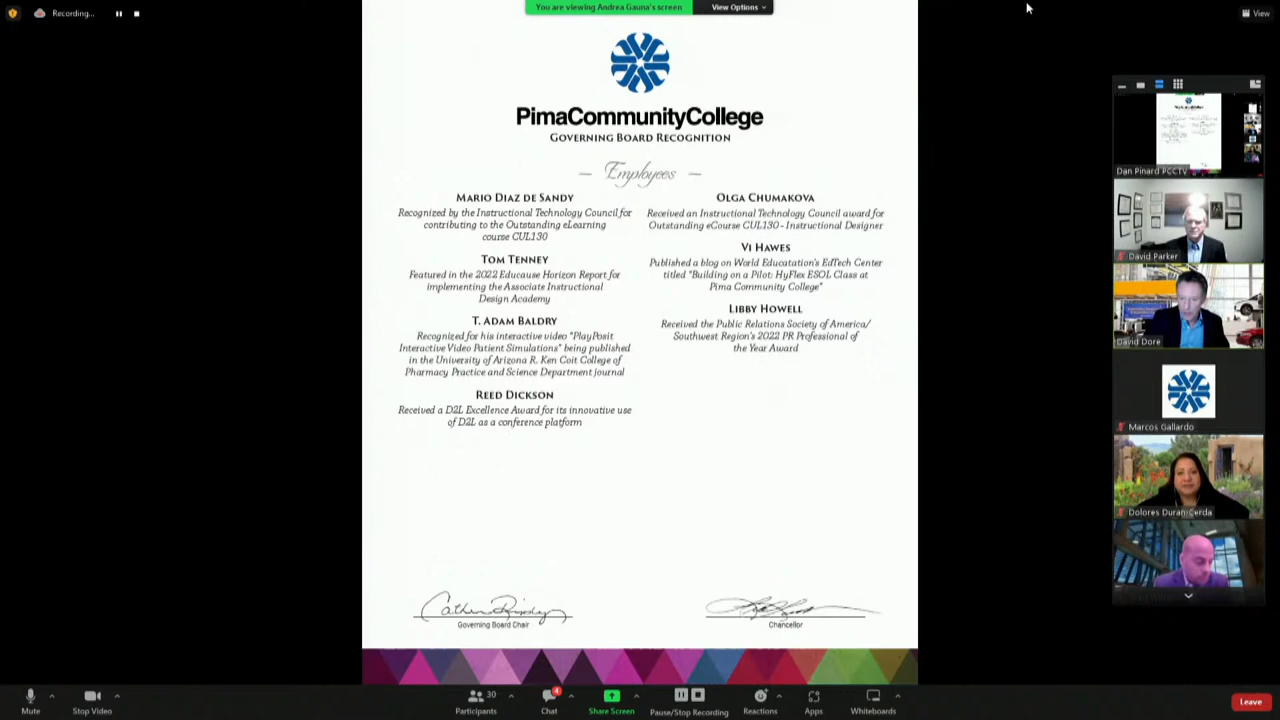 Recording...
You are viewing Andrea Gauna's screen
View Options
View
PimaCommunityCollege
GOVERNING BOARD RECOGNITION
Employees
MARIO DIAZ DE SANDY
Recognized by the Instructional Technology Council for
contributing to the Outstanding eLearning
course CUL130
TOM TENNEY
Featured in the 2022 Educause Horizon Report for
implementing the Associate Instructional
Design Academy
T. ADAM BALDRY
Recognized for his interactive video "PlayPosit
Interactive Video Patient Simulations" being published
in the University of Arizona R. Ken Coit College of
Pharmacy Practice and Science Department journal
REED DICKSON
Received a D2L Excellence Award for its innovative use
of D2L as a conference platform
OLGA CHUMAKOVA
Received an Instructional Technology Council award for
Outstanding eCourse CUL130 - Instructional Designer
VI HAWES
Published a blog on World Educatation's EdTech Center
titled "Building on a Pilot: HyFlex ESOL Class at
Pima Community College"
LIBBY HOWELL
Received the Public Relations Society of America/
Southwest Region's 2022 PR Professional of
the Year Award
Governing Board Chair
Chancellor
Dan Pinard PCCTV
David Parker
David Dore
Marcos Gallardo
Dolores Duran-Cerda
Mute
Stop Video
Participants
30
Chat
4
Share Screen
Pause/Stop Recording
Reactions
Apps
Whiteboards
Leave